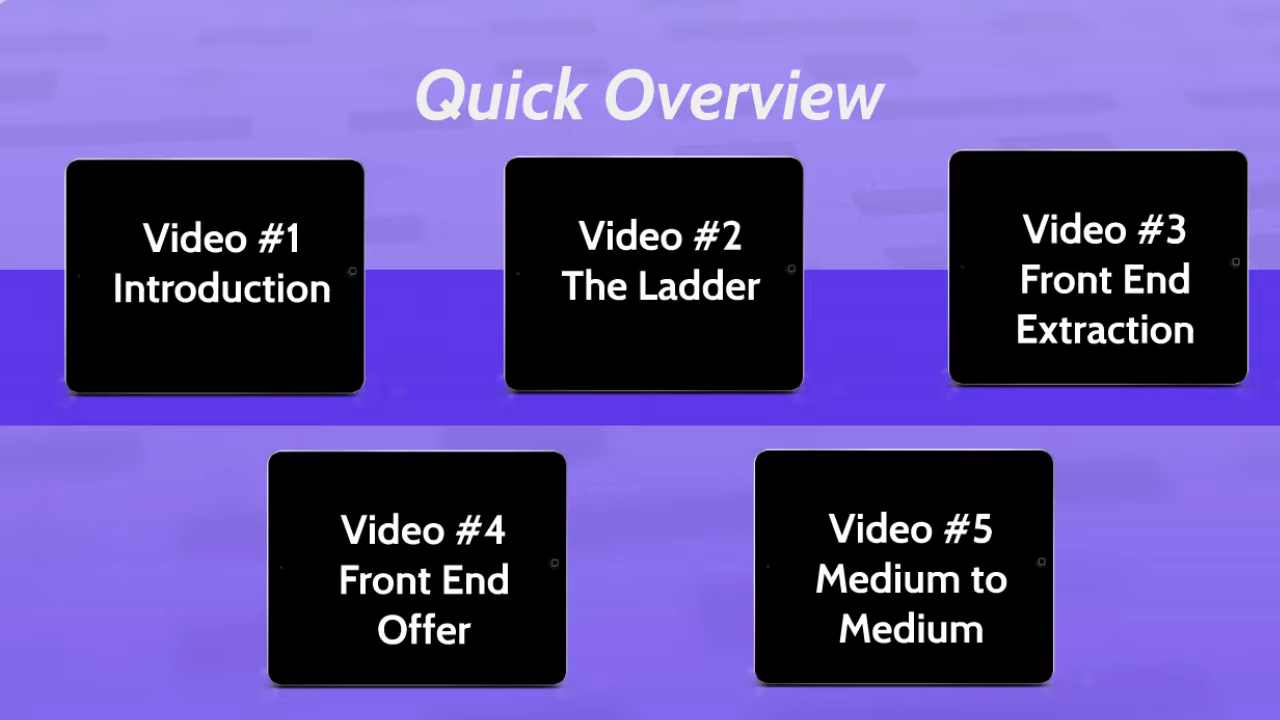 Quick Overview
Video #1
Introduction
Video #2
The Ladder
Video #3
Front End
Extraction
Video #4
Front End
Offer
Video #5
Medium to
Medium